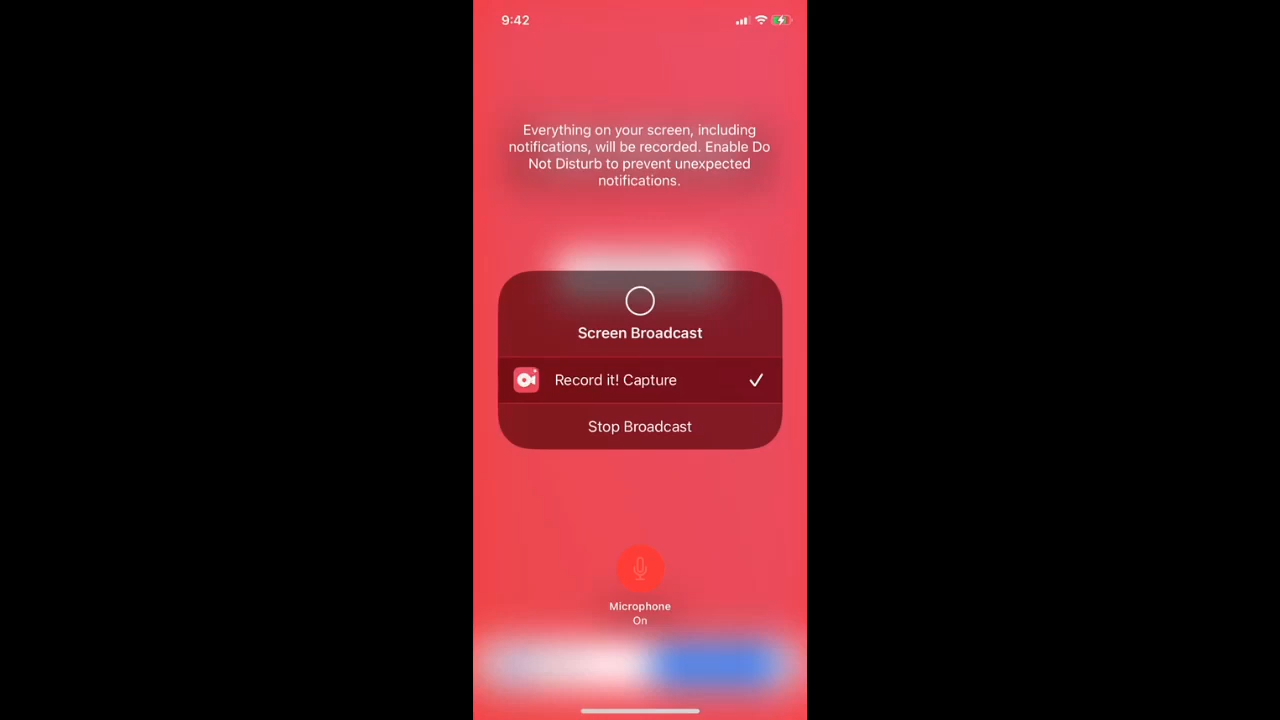 9:42
Everything on your screen, including
notifications, will be recorded. Enable Do
Not Disturb to prevent unexpected
notifications.
Screen Broadcast
Record it! Capture
Stop Broadcast
Microphone
On